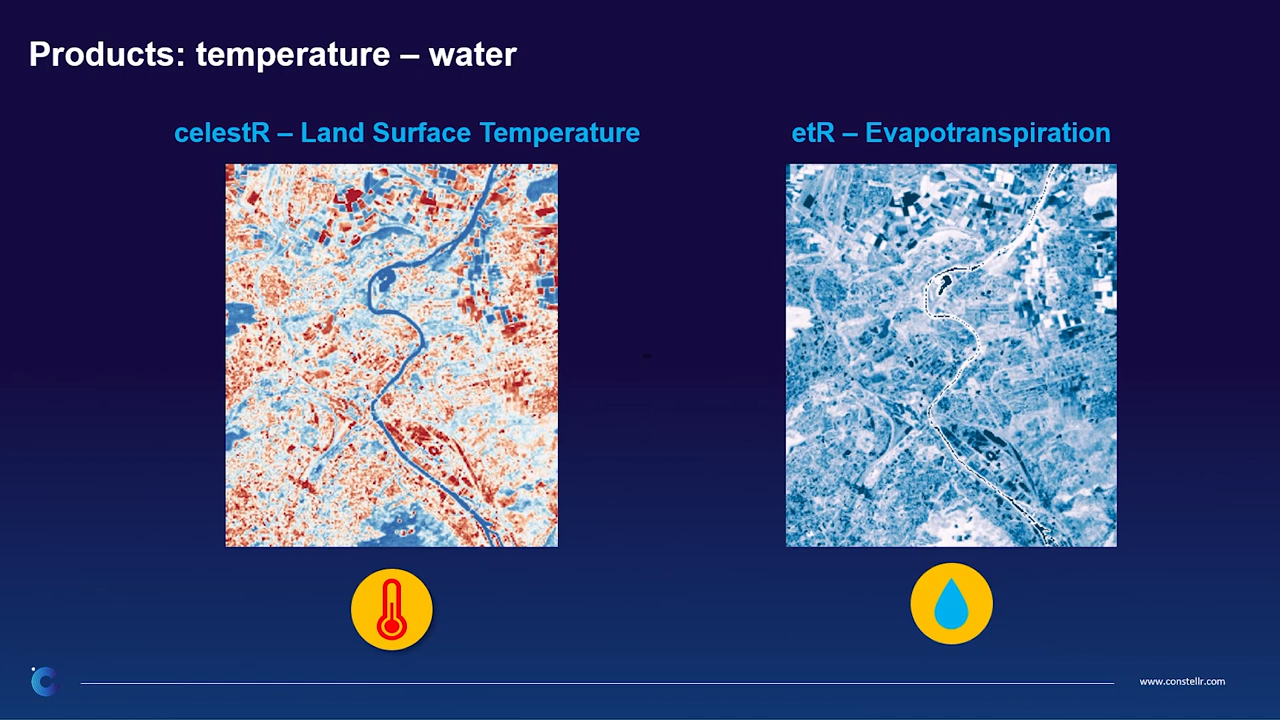 Products: temperature – water
celestR – Land Surface Temperature
etR – Evapotranspiration
www.constellr.com